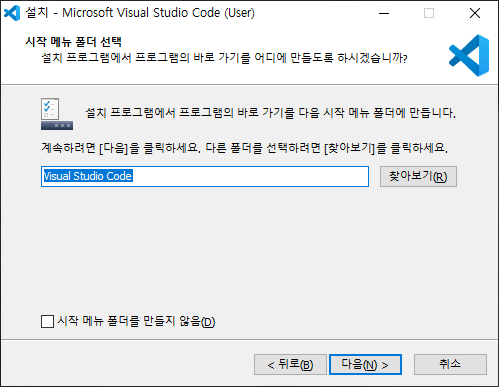 설치 - Microsoft Visual Studio Code (User)
시작 메뉴 폴더 선택
설치 프로그램에서 프로그램의 바로 가기를 어디에 만들도록 하시겠습니까?
설치 프로그램에서 프로그램의 바로 가기를 다음 시작 메뉴 폴더에 만듭니다.
계속하려면 [다음]을 클릭하세요. 다른 폴더를 선택하려면 [찾아보기]를 클릭하세요.
Visual Studio Code
찾아보기(R)
시작 메뉴 폴더를 만들지 않음(D)
< 뒤로(B)
다음(N) >
취소